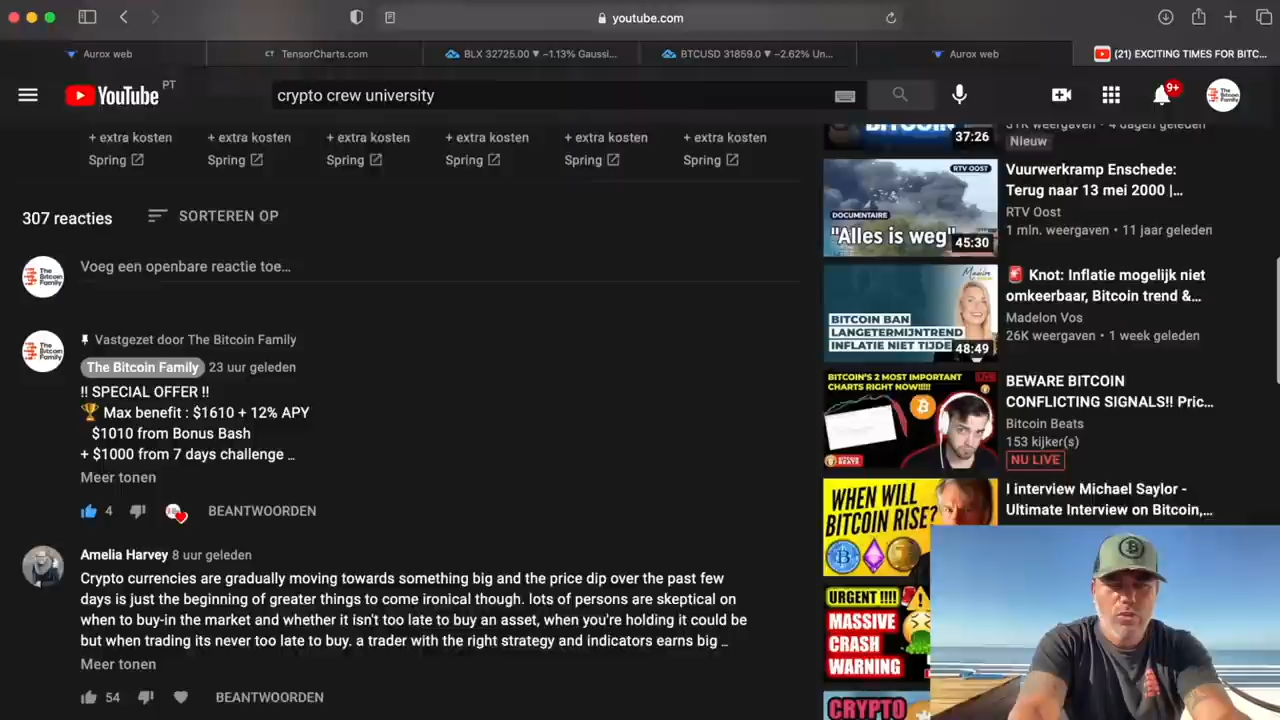 youtube.com
Aurox web
TensorCharts.com
BLX 32725.00 ▼ −1.13% Gaussi...
BTCUSD 31859.0 ▼ −2.62% Un...
Aurox web
(21) EXCITING TIMES FOR BITC...
YouTube PT
crypto crew university
9+
+ extra kosten
Spring
+ extra kosten
Spring
+ extra kosten
Spring
+ extra kosten
Spring
+ extra kosten
Spring
+ extra kosten
Spring
307 reacties
SORTEREN OP
The Bitcoin Family
Voeg een openbare reactie toe...
The Bitcoin Family
Vastgezet door The Bitcoin Family
The Bitcoin Family 23 uur geleden
!! SPECIAL OFFER !!
🏆 Max benefit : $1610 + 12% APY
$1010 from Bonus Bash
+ $1000 from 7 days challenge ...
Meer tonen
4
BEANTWOORDEN
Amelia Harvey 8 uur geleden
Crypto currencies are gradually moving towards something big and the price dip over the past few
days is just the beginning of greater things to come ironical though. lots of persons are skeptical on
when to buy-in the market and whether it isn't too late to buy an asset, when you're holding it could be
but when trading its never too late to buy. a trader with the right strategy and indicators earns big ...
Meer tonen
54
BEANTWOORDEN
BITCOIN
37:26
Nieuw
RTV OOST
DOCUMENTAIRE
"Alles is weg"
45:30
Vuurwerkramp Enschede:
Terug naar 13 mei 2000 |...
RTV Oost
1 mln. weergaven • 11 jaar geleden
BITCOIN BAN
LANGETERMIJNTREND
INFLATIE NIET TIJDE
48:49
🚨 Knot: Inflatie mogelijk niet
omkeerbaar, Bitcoin trend &...
Madelon Vos
26K weergaven • 1 week geleden
BITCOIN'S 2 MOST IMPORTANT
CHARTS RIGHT NOW!!!!!
LIVE
BITCOIN
BEATS
BEWARE BITCOIN
CONFLICTING SIGNALS!! Pric...
Bitcoin Beats
153 kijker(s)
NU LIVE
WHEN WILL
BITCOIN RISE?
I interview Michael Saylor -
Ultimate Interview on Bitcoin,...
URGENT !!!!
MASSIVE
CRASH
WARNING
CRYPTO